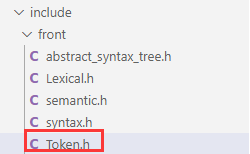 include
front
C abstract_syntax_tree.h
C Lexical.h
C semantic.h
C syntax.h
C Token.h